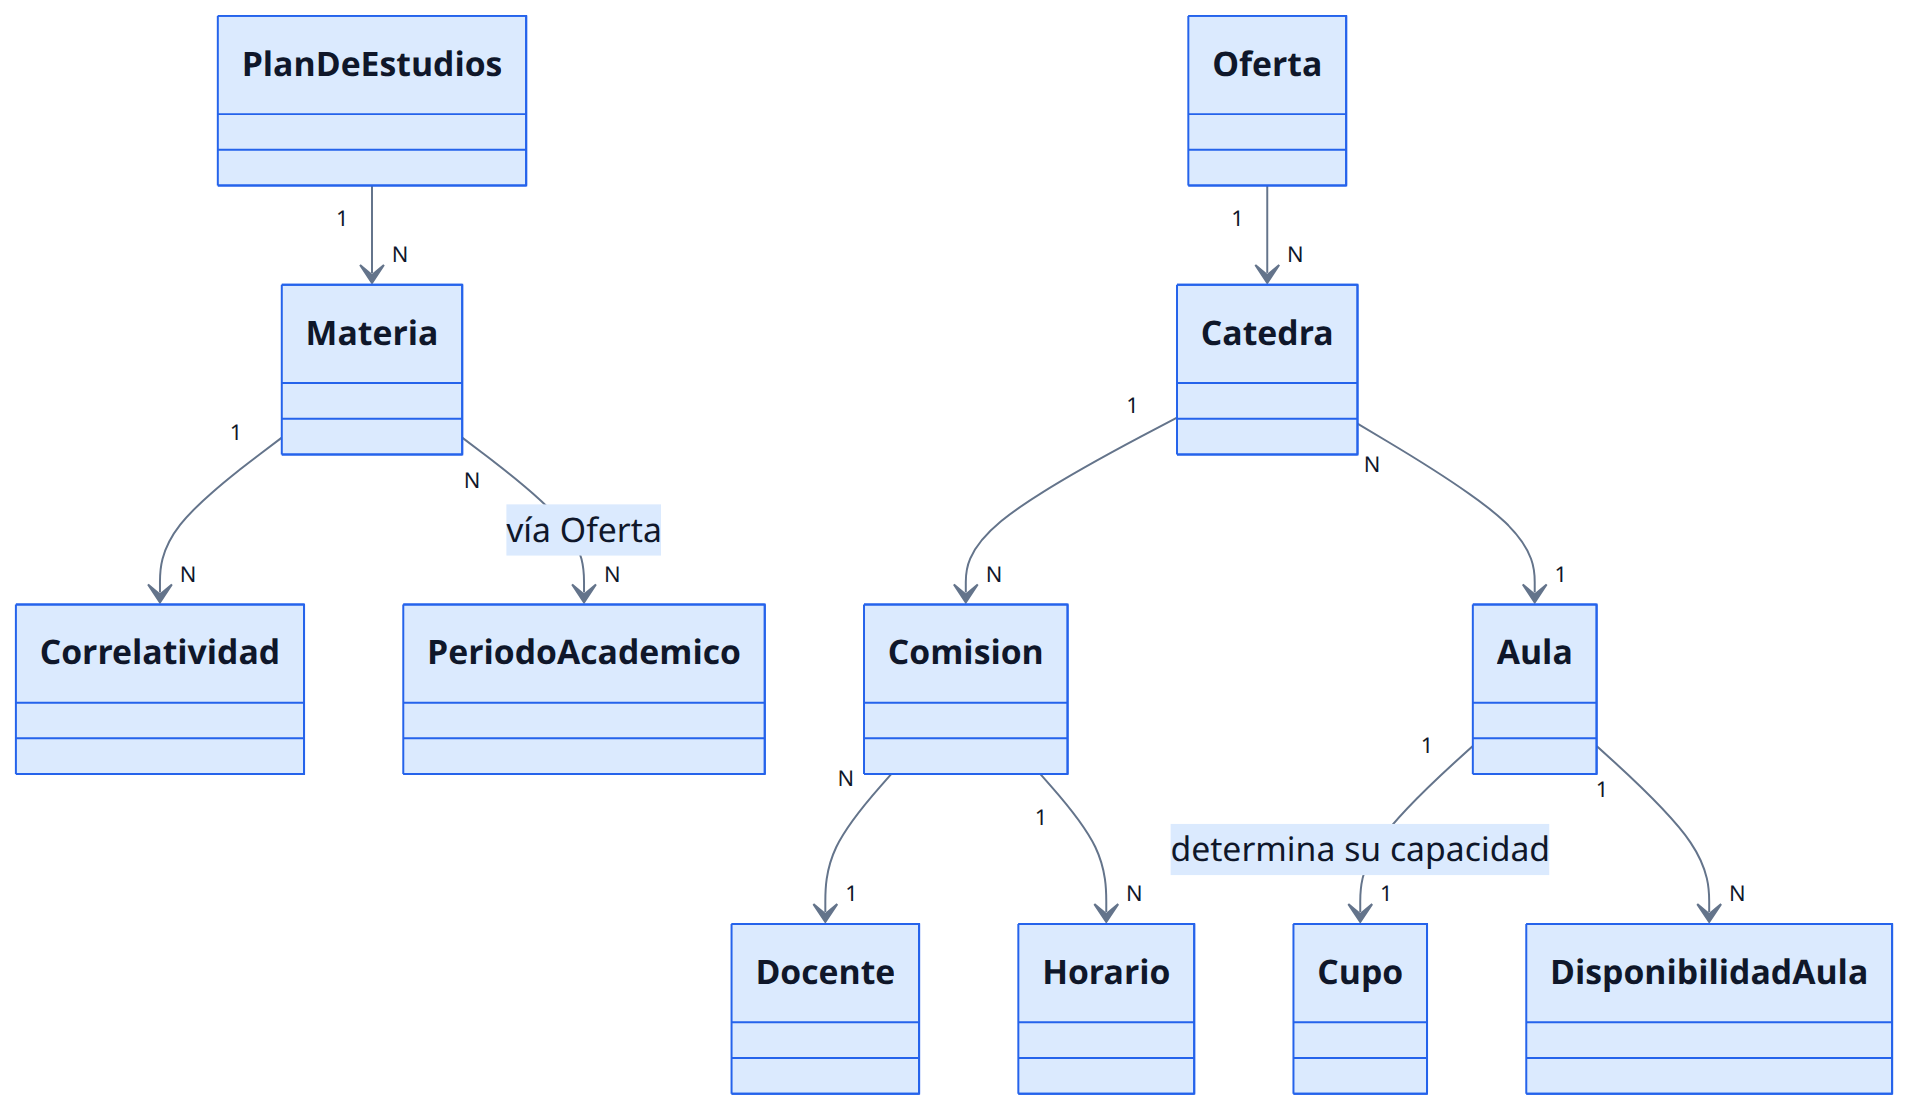 PlanDeEstudios
Oferta
1
N
1
N
Materia
Catedra
1
N
vía Oferta
N
N
1
N
N
1
Correlatividad
PeriodoAcademico
Comision
Aula
N
1
1
N
1
determina su capacidad
1
1
N
Docente
Horario
Cupo
DisponibilidadAula